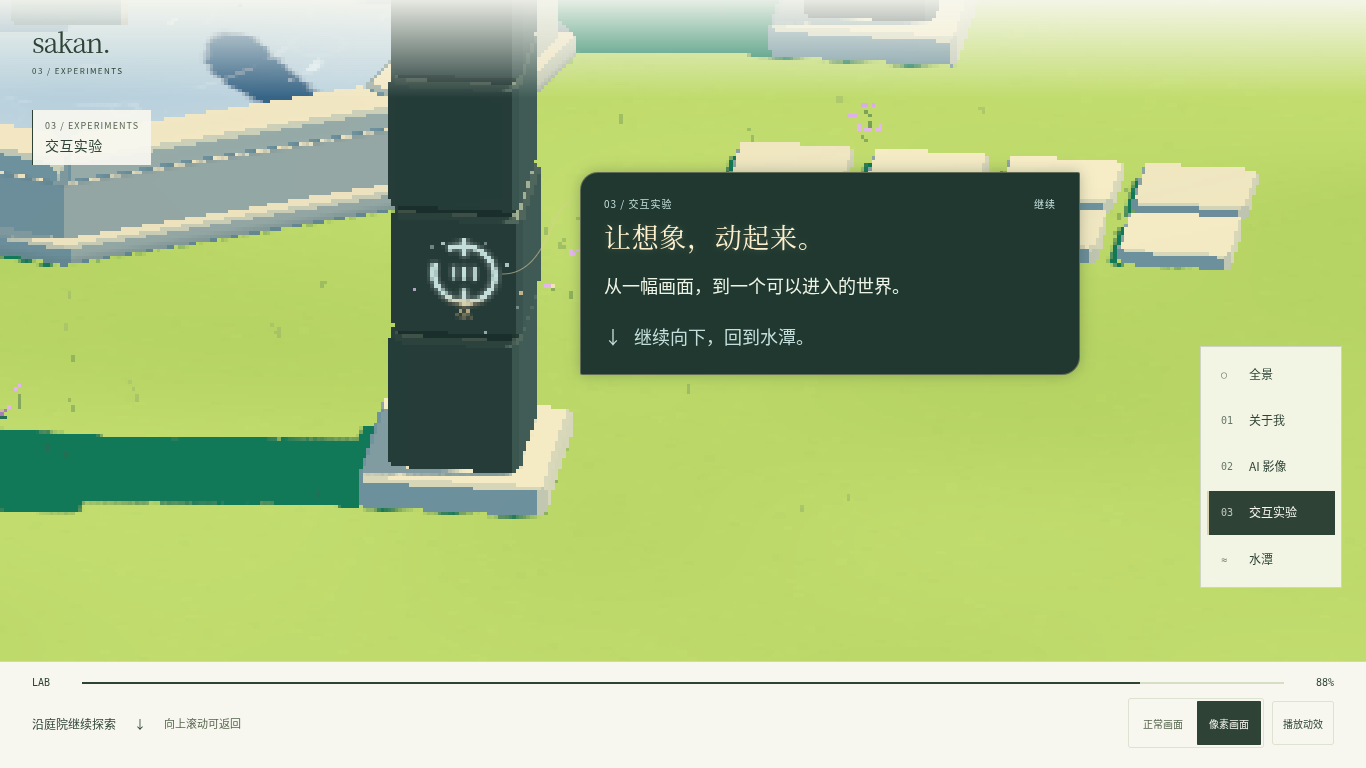 sakan.
03 / EXPERIMENTS
03 / EXPERIMENTS
交互实验
03 / 交互实验
继续
让想象，动起来。
从一幅画面，到一个可以进入的世界。
↓ 继续向下，回到水潭。
○ 全景
01 关于我
02 AI 影像
03 交互实验
≈ 水潭
LAB
88%
沿庭院继续探索 ↓ 向上滚动可返回
正常画面
像素画面
播放动效